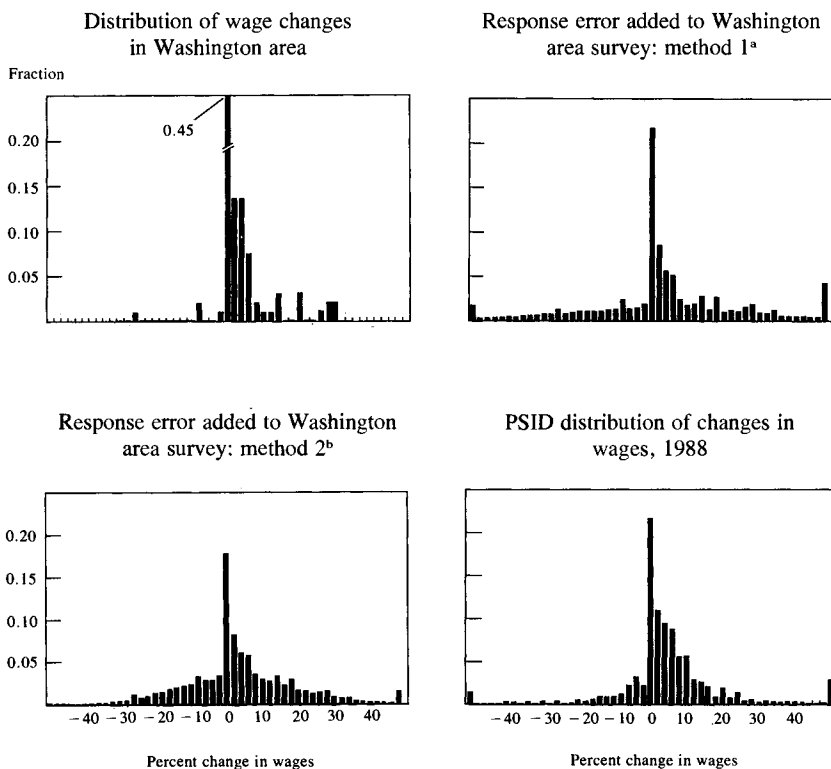 Distribution of wage changes
in Washington area
Fraction
0.45
0.20
0.15
0.10
0.05
Response error added to Washington
area survey: method 1ᵃ
Response error added to Washington
area survey: method 2ᵇ
0.20
0.15
0.10
0.05
−40 −30 −20 −10 0 10 20 30 40
Percent change in wages
PSID distribution of changes in
wages, 1988
−40 −30 −20 −10 0 10 20 30 40
Percent change in wages